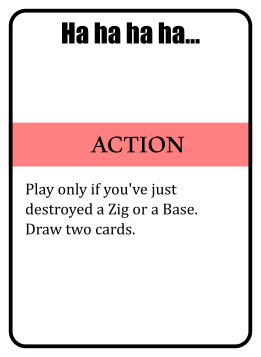 Ha ha ha ha...
ACTION
Play only if you've just
destroyed a Zig or a Base.
Draw two cards.